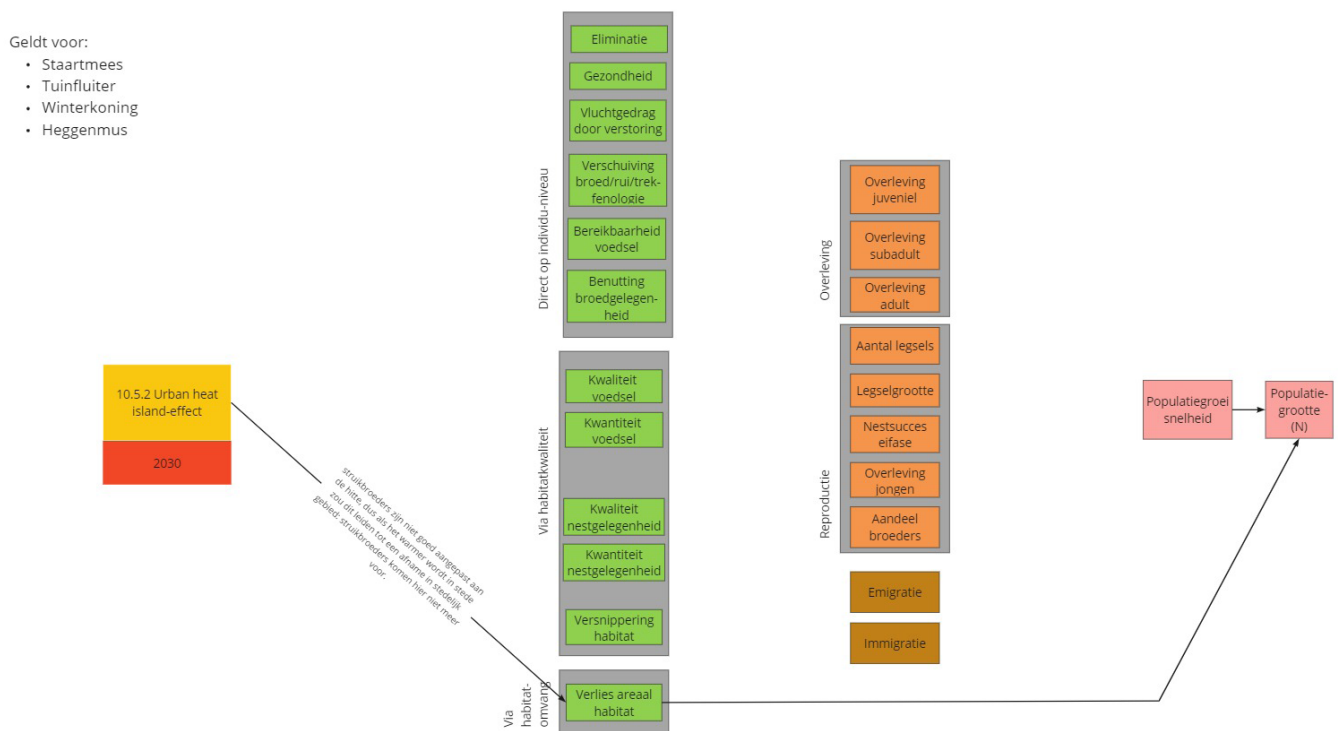 Geldt voor:
• Staartmees
• Tuinfluiter
• Winterkoning
• Heggenmus
10.5.2 Urban heat
island-effect
2030
struikbroeders zijn niet goed aangepast aan
de hitte, dus als het warmer wordt in stede
zou dit leiden tot een afname in stedelijk
gebied: struikbroeders komen hier niet meer
voor.
Direct op individu-niveau
Eliminatie
Gezondheid
Vluchtgedrag
door verstoring
Verschuiving
broed/rui/trek-
fenologie
Bereikbaarheid
voedsel
Benutting
broedgelegen-
heid
Via habitatkwaliteit
Kwaliteit
voedsel
Kwantiteit
voedsel
Kwaliteit
nestgelegenheid
Kwantiteit
nestgelegenheid
Versnippering
habitat
Via
habitat-
omvang
Verlies areaal
habitat
Overleving
Overleving
juveniel
Overleving
subadult
Overleving
adult
Reproductie
Aantal legsels
Legselgrootte
Nestsucces
eifase
Overleving
jongen
Aandeel
broeders
Emigratie
Immigratie
Populatiegroei
snelheid
Populatie-
grootte
(N)